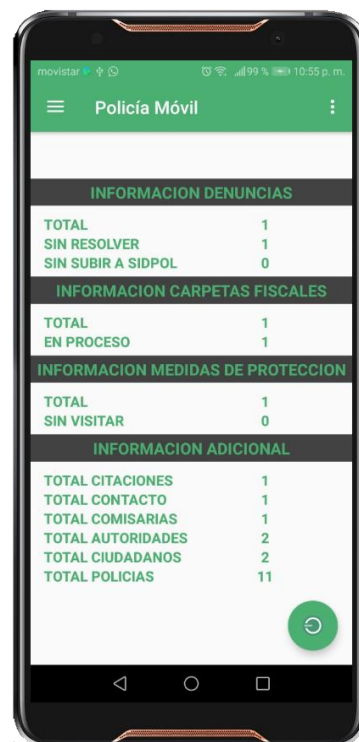 movistar 99 % 10:55 p. m.
Policía Móvil
INFORMACION DENUNCIAS
TOTAL 1
SIN RESOLVER 1
SIN SUBIR A SIDPOL 0
INFORMACION CARPETAS FISCALES
TOTAL 1
EN PROCESO 1
INFORMACION MEDIDAS DE PROTECCION
TOTAL 1
SIN VISITAR 0
INFORMACION ADICIONAL
TOTAL CITACIONES 1
TOTAL CONTACTO 1
TOTAL COMISARIAS 1
TOTAL AUTORIDADES 2
TOTAL CIUDADANOS 2
TOTAL POLICIAS 11